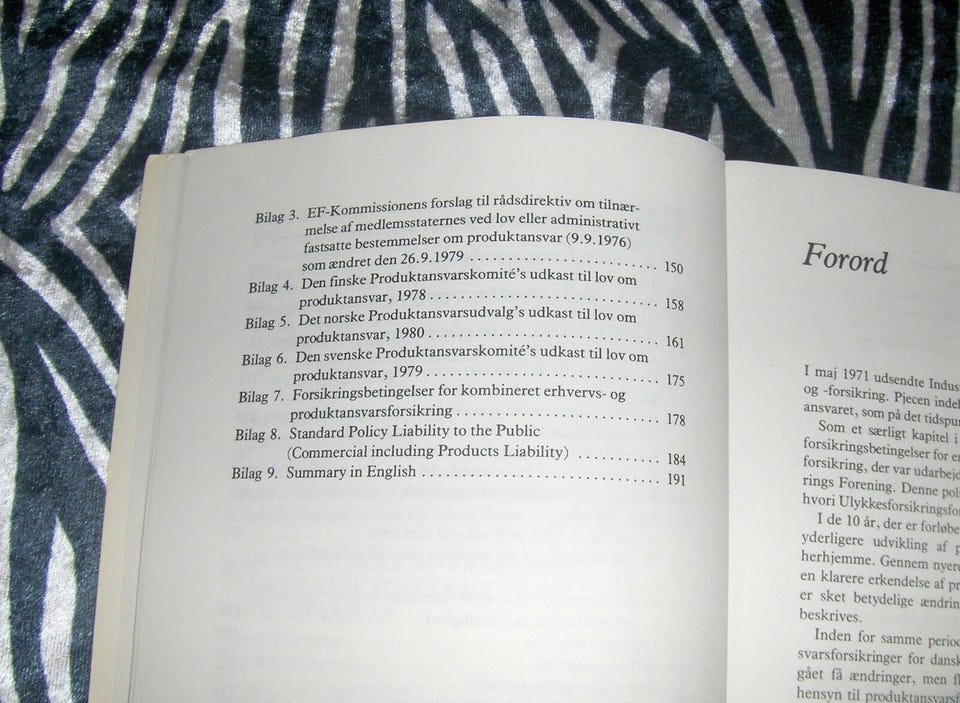 Bilag 3. EF-Kommissionens forslag til rådsdirektiv om tilnær-
melse af medlemsstaternes ved lov eller administrativt
fastsatte bestemmelser om produktansvar (9.9.1976)
som ændret den 26.9.1979 . . . . . . . . . . . . . . . . . . . . . . . . . 150
Bilag 4. Den finske Produktansvarskomité's udkast til lov om
produktansvar, 1978 . . . . . . . . . . . . . . . . . . . . . . . . . . . . . . 158
Bilag 5. Det norske Produktansvarsudvalg's udkast til lov om
produktansvar, 1980 . . . . . . . . . . . . . . . . . . . . . . . . . . . . . . 161
Bilag 6. Den svenske Produktansvarskomité's udkast til lov om
produktansvar, 1979 . . . . . . . . . . . . . . . . . . . . . . . . . . . . . . 175
Bilag 7. Forsikringsbetingelser for kombineret erhvervs- og
produktansvarsforsikring . . . . . . . . . . . . . . . . . . . . . . . . . . 178
Bilag 8. Standard Policy Liability to the Public
(Commercial including Products Liability) . . . . . . . . . . . 184
Bilag 9. Summary in English . . . . . . . . . . . . . . . . . . . . . . . . . . . . . . . . 191
Forord
I maj 1971 udsendte Indus
og -forsikring. Pjecen indel
ansvaret, som på det tidspu
Som et særligt kapitel i
forsikringsbetingelser for en
forsikring, der var udarbejd
rings Forening. Denne poli
hvori Ulykkesforsikringsfo
I de 10 år, der er forløbe
yderligere udvikling af p
herhjemme. Gennem nyere
en klarere erkendelse af pr
er sket betydelige ændrin
beskrives.
Inden for samme period
svarsforsikringer for dansk
gået få ændringer, men fl
hensyn til produktansvarsf